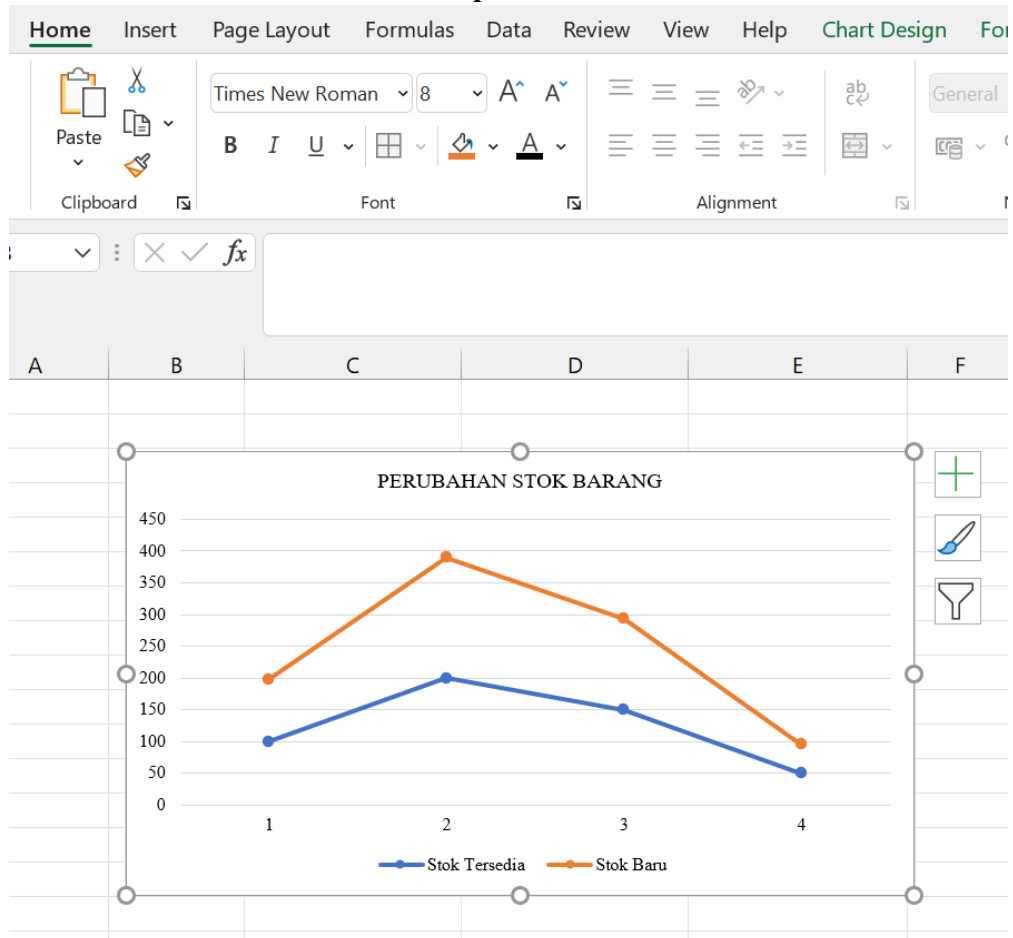 Home Insert Page Layout Formulas Data Review View Help Chart Design
Times New Roman 8 A A ab General
Paste
B I U A
Clipboard Font Alignment
fx
A B C D E F
PERUBAHAN STOK BARANG
450
400
350
300
250
200
150
100
50
0
1 2 3 4
Stok Tersedia Stok Baru